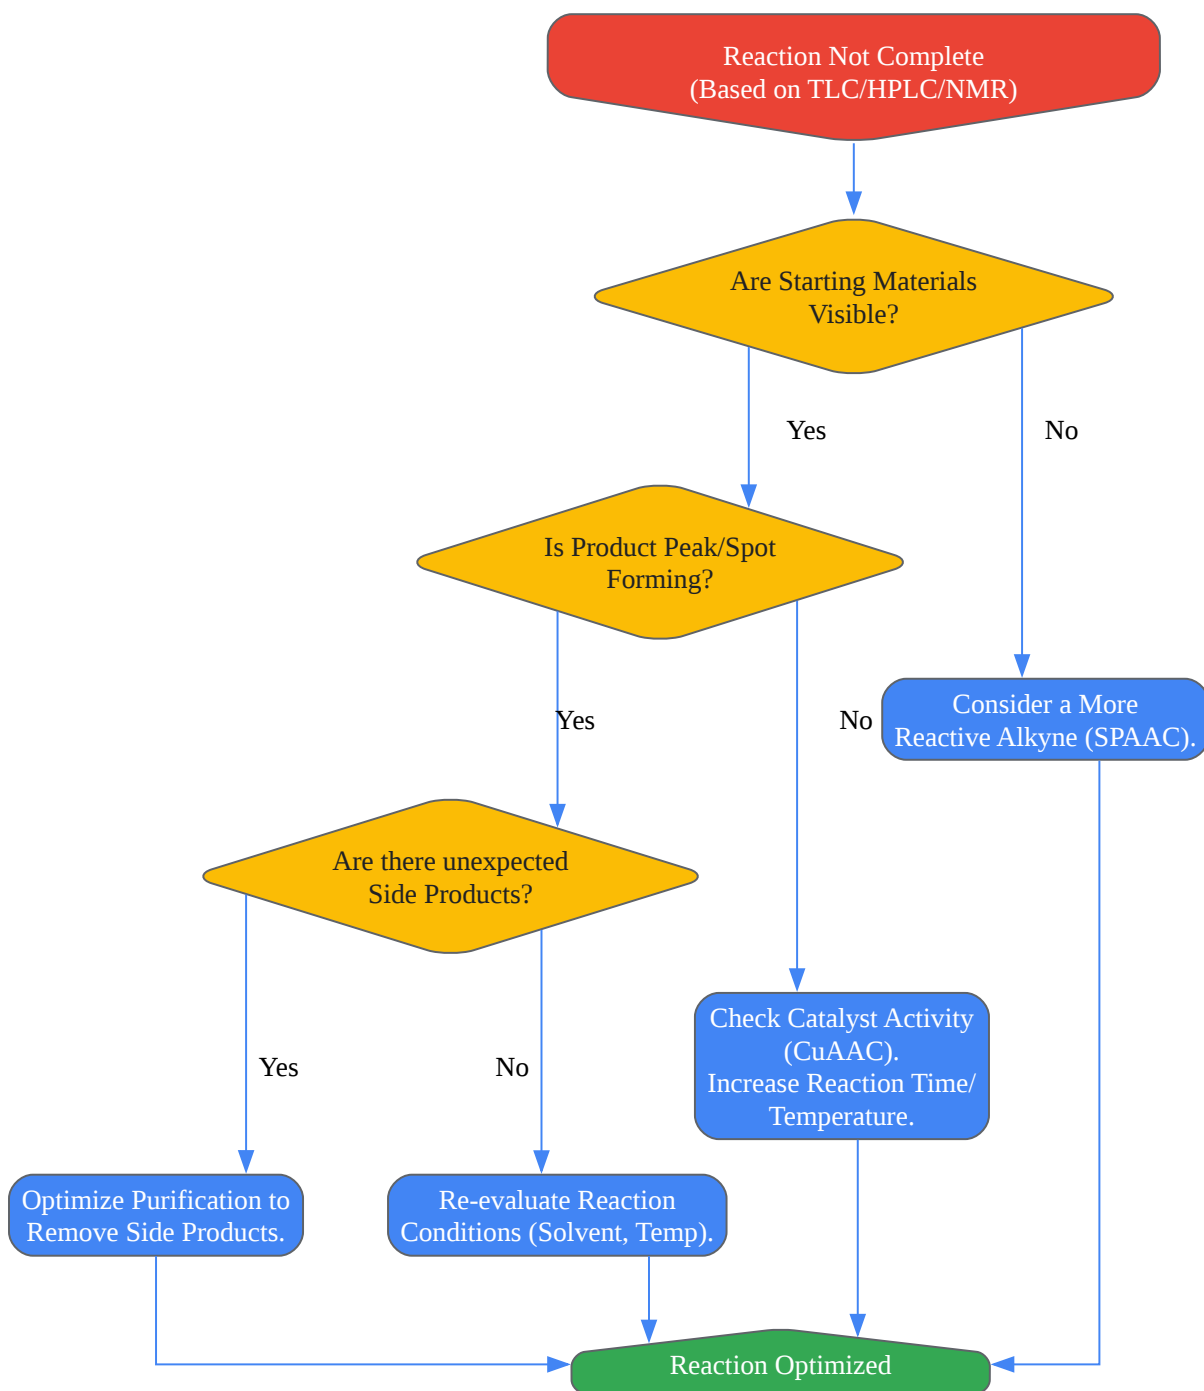 Reaction Not Complete
(Based on TLC/HPLC/NMR)
Are Starting Materials
Visible?
Yes
No
Is Product Peak/Spot
Forming?
Yes
No
Consider a More
Reactive Alkyne (SPAAC).
Are there unexpected
Side Products?
Yes
No
Check Catalyst Activity
(CuAAC).
Increase Reaction Time/
Temperature.
Optimize Purification to
Remove Side Products.
Re-evaluate Reaction
Conditions (Solvent, Temp).
Reaction Optimized